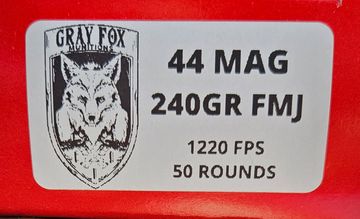 GRAY FOX
MUNITIONS
44 MAG
240GR FMJ
1220 FPS
50 ROUNDS